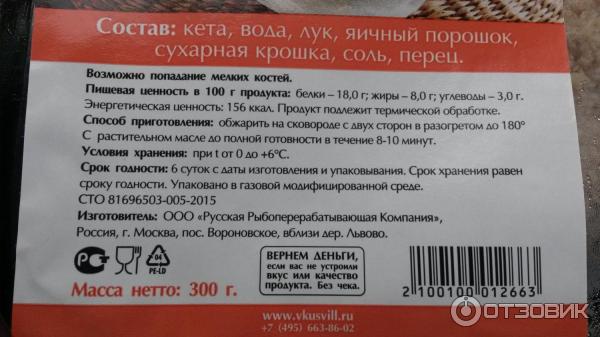 Состав: кета, вода, лук, яичный порошок,
сухарная крошка, соль, перец.
Возможно попадание мелких костей.
Пищевая ценность в 100 г продукта: белки – 18,0 г; жиры – 8,0 г; углеводы – 3,0 г.
Энергетическая ценность: 156 ккал. Продукт подлежит термической обработке.
Способ приготовления: обжарить на сковороде с двух сторон в разогретом до 180°
С растительном масле до полной готовности в течение 8-10 минут.
Условия хранения: при t от 0 до +6°С.
Срок годности: 6 суток с даты изготовления и упаковывания. Срок хранения равен
сроку годности. Упаковано в газовой модифицированной среде.
СТО 81696503-005-2015
Изготовитель: ООО «Русская Рыбоперерабатывающая Компания»,
Россия, г. Москва, пос. Вороновское, вблизи дер. Львово.
РСТ
04
PE-LD
ВЕРНЕМ ДЕНЬГИ,
если вас не устроили
вкус или качество
продукта. Без чека.
2 100100 012663
Масса нетто: 300 г.
www.vkusvill.ru
+7 (495) 663-86-02
ОТЗОВИК